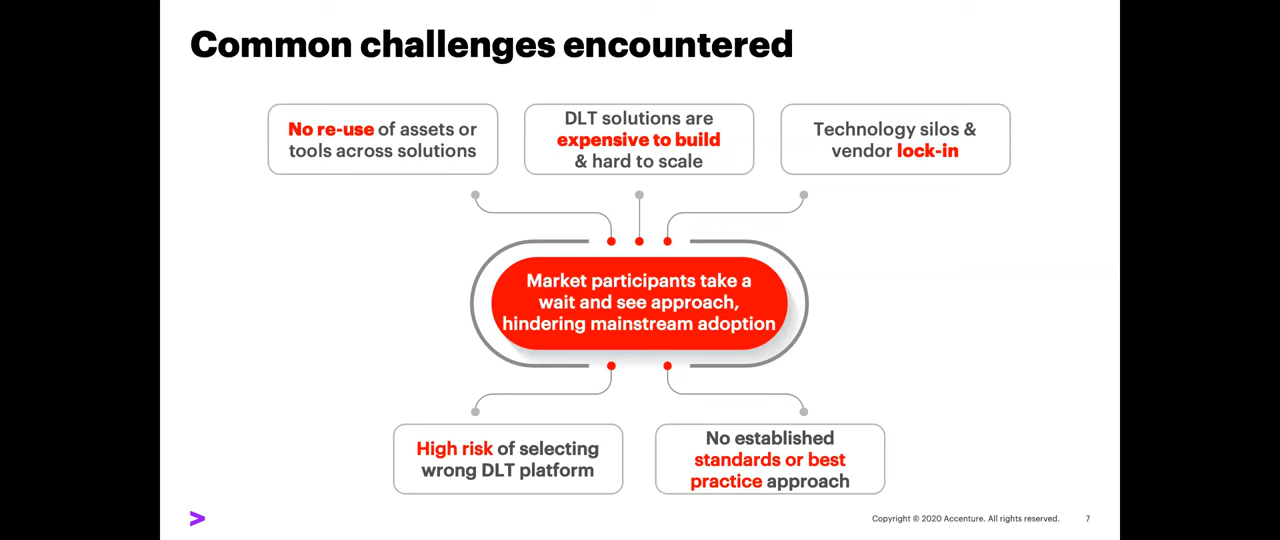 Common challenges encountered
No re-use of assets or
tools across solutions
DLT solutions are
expensive to build
& hard to scale
Technology silos &
vendor lock-in
Market participants take a
wait and see approach,
hindering mainstream adoption
High risk of selecting
wrong DLT platform
No established
standards or best
practice approach
Copyright © 2020 Accenture. All rights reserved.
7